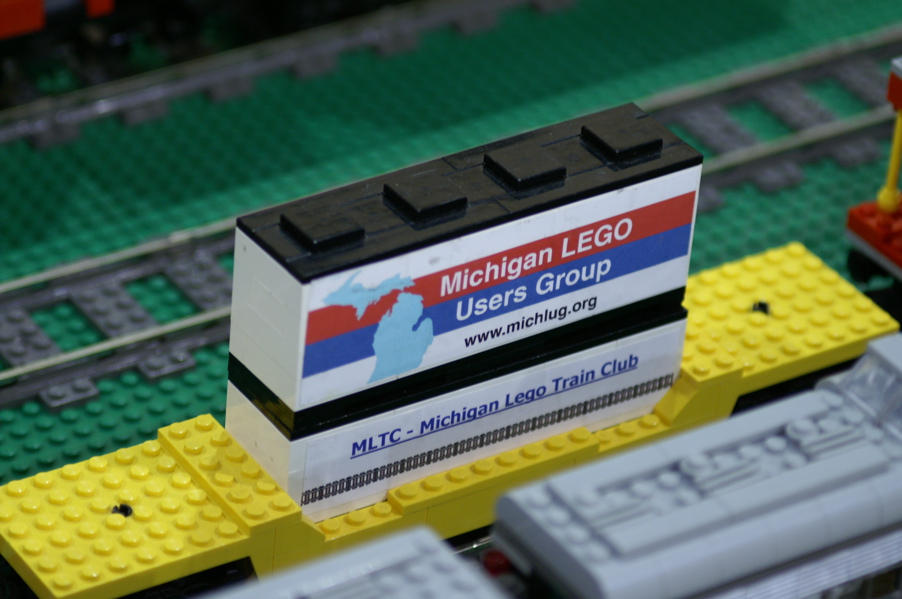 Michigan LEGO
Users Group
www.michlug.org
MLTC - Michigan Lego Train Club